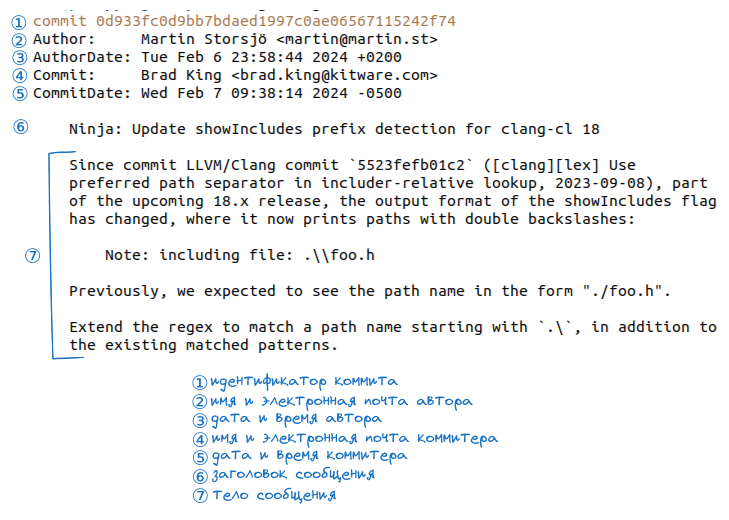 ① commit 0d933fc0d9bb7bdaed1997c0ae06567115242f74
② Author: Martin Storsjö <martin@martin.st>
③ AuthorDate: Tue Feb 6 23:58:44 2024 +0200
④ Commit: Brad King <brad.king@kitware.com>
⑤ CommitDate: Wed Feb 7 09:38:14 2024 -0500
⑥ Ninja: Update showIncludes prefix detection for clang-cl 18
Since commit LLVM/Clang commit `5523fefb01c2` ([clang][lex] Use
preferred path separator in includer-relative lookup, 2023-09-08), part
of the upcoming 18.x release, the output format of the showIncludes flag
has changed, where it now prints paths with double backslashes:
⑦ Note: including file: .\\foo.h
Previously, we expected to see the path name in the form "./foo.h".
Extend the regex to match a path name starting with `.\`, in addition to
the existing matched patterns.
① идентификатор коммита
② имя и электронная почта автора
③ дата и время автора
④ имя и электронная почта коммитера
⑤ дата и время коммитера
⑥ заголовок сообщения
⑦ тело сообщения